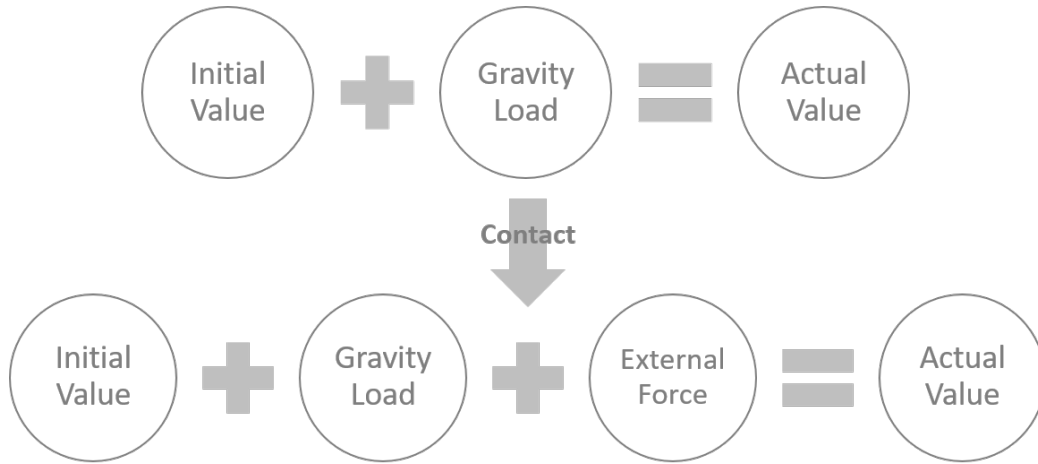 Initial
Value
Gravity
Load
Actual
Value
Contact
Initial
Value
Gravity
Load
External
Force
Actual
Value